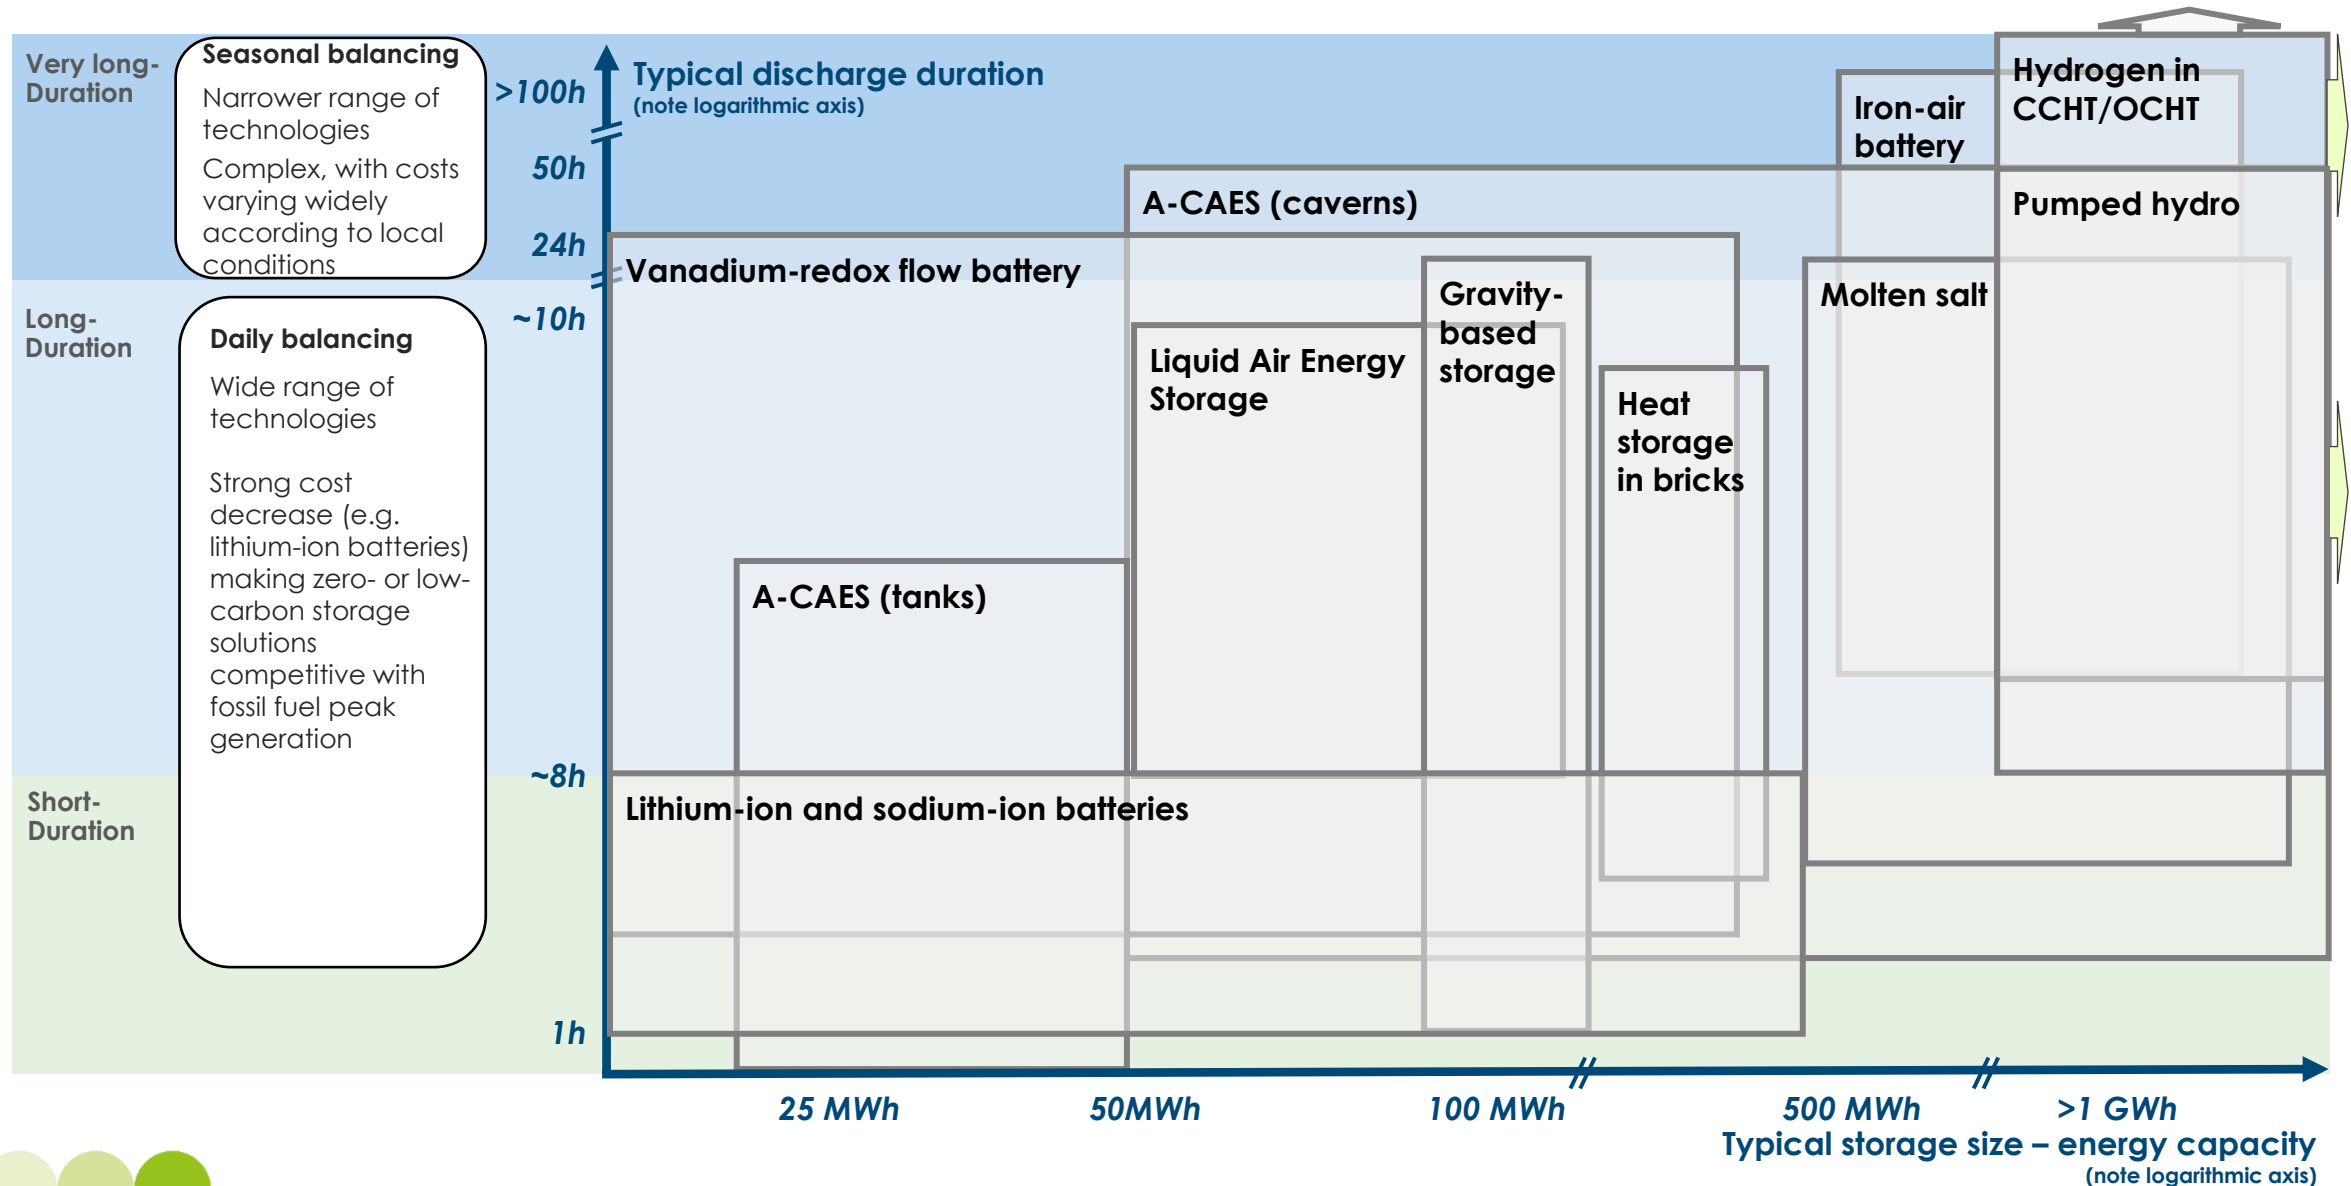 Very long-
Duration
Seasonal balancing
Narrower range of
technologies
Complex, with costs
varying widely
according to local
conditions
Long-
Duration
Daily balancing
Wide range of
technologies
Strong cost
decrease (e.g.
lithium-ion batteries)
making zero- or low-
carbon storage
solutions
competitive with
fossil fuel peak
generation
Short-
Duration
>100h
50h
24h
~10h
~8h
1h
Typical discharge duration
(note logarithmic axis)
Hydrogen in
CCHT/OCHT
Iron-air
battery
A-CAES (caverns)
Pumped hydro
Vanadium-redox flow battery
Gravity-
based
storage
Molten salt
Liquid Air Energy
Storage
Heat
storage
in bricks
A-CAES (tanks)
Lithium-ion and sodium-ion batteries
25 MWh
50MWh
100 MWh
500 MWh
>1 GWh
Typical storage size – energy capacity
(note logarithmic axis)